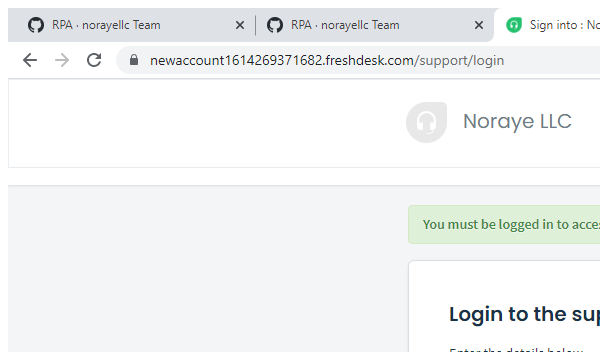 RPA · norayellc Team
RPA · norayellc Team
Sign into : No
newaccount1614269371682.freshdesk.com/support/login
Noraye LLC
You must be logged in to acces
Login to the sup
Enter the details below